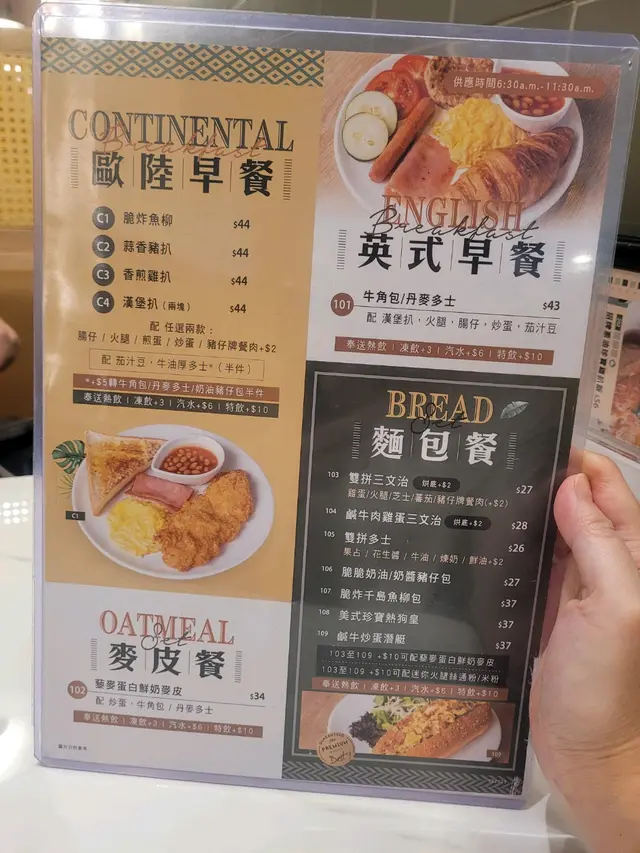 CONTINENTAL
Breakfast
歐陸早餐
C1 脆炸魚柳 $44
C2 蒜香豬扒 $44
C3 香煎雞扒 $44
C4 漢堡扒(兩塊) $44
配 任選兩款：
腸仔 / 火腿 / 煎蛋 / 炒蛋 / 豬仔牌餐肉+$2
配 茄汁豆，牛油厚多士*(半件)
*+$5轉牛角包/丹麥多士/奶油豬仔包半件
奉送熱飲 | 凍飲+3 | 汽水+$6 | 特飲+$10
C1
OATMEAL
Set
麥皮餐
102 藜麥蛋白鮮奶麥皮 $34
配 炒蛋，牛角包 / 丹麥多士
奉送熱飲 | 凍飲+3 | 汽水+$6 | 特飲+$10
圖片只供參考
供應時間6:30a.m.-11:30a.m.
ENGLISH
Breakfast
英式早餐
101 牛角包/丹麥多士 $43
配 漢堡扒，火腿，腸仔，炒蛋，茄汁豆
奉送熱飲 | 凍飲+3 | 汽水+$6 | 特飲+$10
BREAD
Set
麵包餐
103 雙拼三文治 烘底+$2 $27
雞蛋/火腿/芝士/蕃茄/豬仔牌餐肉(+$2)
104 鹹牛肉雞蛋三文治 烘底+$2 $28
105 雙拼多士 $26
果占 / 花生醬 / 牛油 / 煉奶 / 鮮油+$2
106 脆脆奶油/奶醬豬仔包 $27
107 脆炸千島魚柳包 $37
108 美式珍寶熱狗皇 $37
109 鹹牛炒蛋潛艇 $37
103至109 +$10可配藜麥蛋白鮮奶麥皮
103至109 +$10可配迷你火腿絲通粉/米粉
奉送熱飲 | 凍飲+3 | 汽水+$6 | 特飲+$10
PREMIUM
Best
109